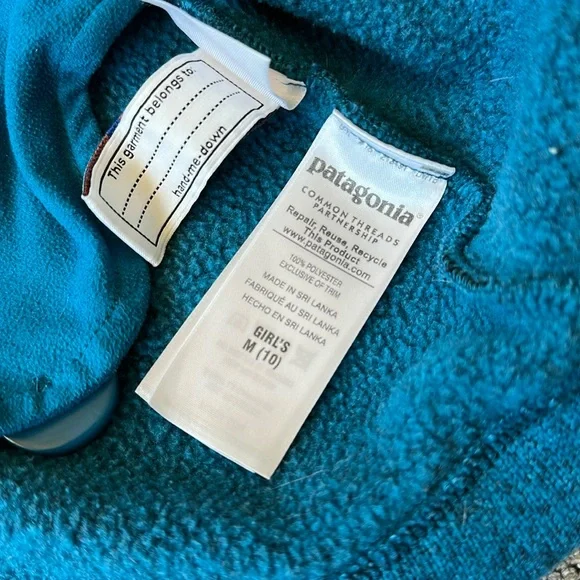 This garment belongs to:
hand-me-down
patagonia®
COMMON THREADS
PARTNERSHIP
Repair, Reuse, Recycle
This Product
www.patagonia.com
100% POLYESTER
EXCLUSIVE OF TRIM
MADE IN SRI LANKA
FABRIQUÉ AU SRI LANKA
HECHO EN SRI LANKA
GIRL'S
M (10)